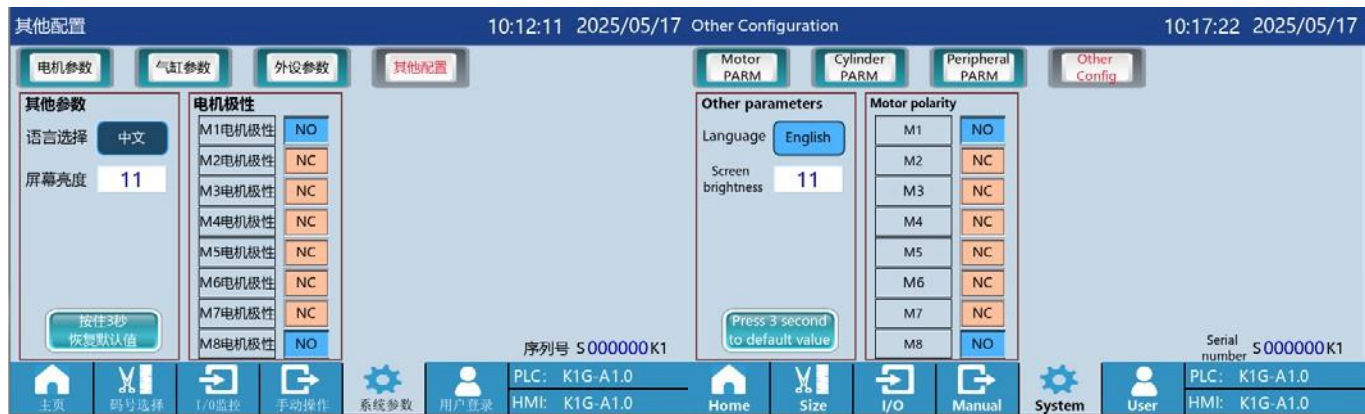 其他配置
10:12:11 2025/05/17
电机参数
气缸参数
外设参数
其他配置
其他参数
语言选择 中文
屏幕亮度 11
按住3秒
恢复默认值
电机极性
M1电机极性 NO
M2电机极性 NC
M3电机极性 NC
M4电机极性 NC
M5电机极性 NC
M6电机极性 NC
M7电机极性 NC
M8电机极性 NO
序列号 S000000K1
主页
码号选择
I/O监控
手动操作
系统参数
用户登录
PLC: K1G-A1.0
HMI: K1G-A1.0
Other Configuration
10:17:22 2025/05/17
Motor
PARM
Cylinder
PARM
Peripheral
PARM
Other
Config
Other parameters
Language English
Screen
brightness 11
Press 3 second
to default value
Motor polarity
M1 NO
M2 NC
M3 NC
M4 NC
M5 NC
M6 NC
M7 NC
M8 NO
Serial
number S000000K1
Home
Size
I/O
Manual
System
User
PLC: K1G-A1.0
HMI: K1G-A1.0